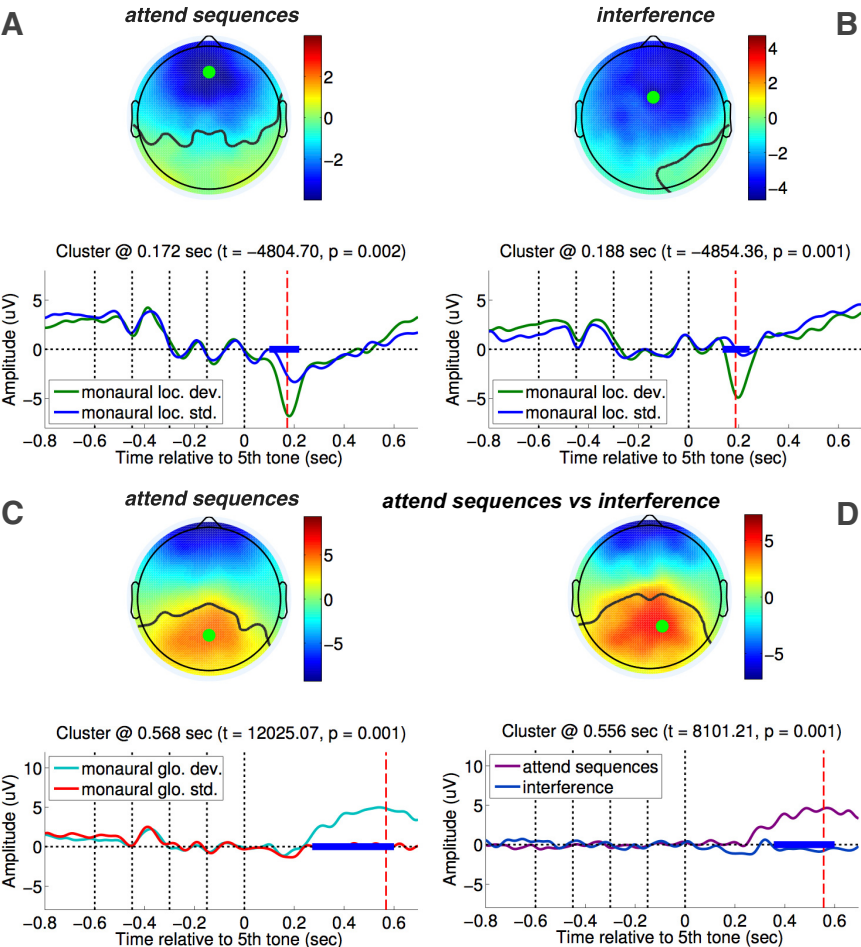 A
attend sequences
2
0
−2
interference
B
4
2
0
−2
−4
Cluster @ 0.172 sec (t = −4804.70, p = 0.002)
Amplitude (uV)
5
0
−5
monaural loc. dev.
monaural loc. std.
−0.8 −0.6 −0.4 −0.2 0 0.2 0.4 0.6
Time relative to 5th tone (sec)
Cluster @ 0.188 sec (t = −4854.36, p = 0.001)
Amplitude (uV)
5
0
−5
monaural loc. dev.
monaural loc. std.
−0.8 −0.6 −0.4 −0.2 0 0.2 0.4 0.6
Time relative to 5th tone (sec)
C
attend sequences
5
0
−5
attend sequences vs interference
D
5
0
−5
Cluster @ 0.568 sec (t = 12025.07, p = 0.001)
Amplitude (uV)
10
5
0
−5
monaural glo. dev.
monaural glo. std.
−0.8 −0.6 −0.4 −0.2 0 0.2 0.4 0.6
Time relative to 5th tone (sec)
Cluster @ 0.556 sec (t = 8101.21, p = 0.001)
Amplitude (uV)
10
5
0
−5
attend sequences
interference
−0.8 −0.6 −0.4 −0.2 0 0.2 0.4 0.6
Time relative to 5th tone (sec)